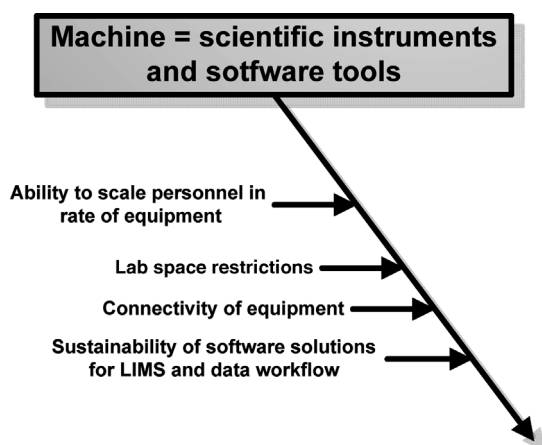 Machine = scientific instruments
and sotfware tools
Ability to scale personnel in
rate of equipment
Lab space restrictions
Connectivity of equipment
Sustainability of software solutions
for LIMS and data workflow